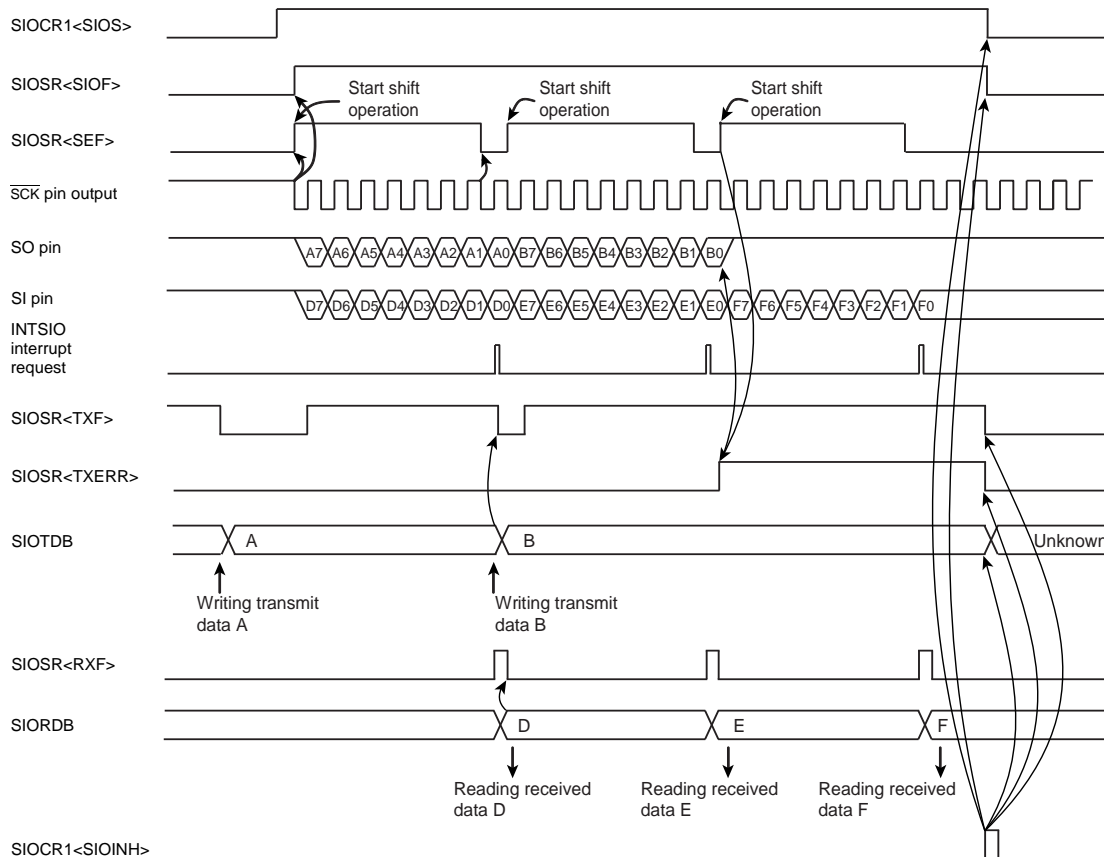 SIOCR1<SIOS>
SIOSR<SIOF>
Start shift
operation
Start shift
operation
Start shift
operation
SIOSR<SEF>
SCK pin output
SO pin
A7 A6 A5 A4 A3 A2 A1 A0 B7 B6 B5 B4 B3 B2 B1 B0
SI pin
D7 D6 D5 D4 D3 D2 D1 D0 E7 E6 E5 E4 E3 E2 E1 E0 F7 F6 F5 F4 F3 F2 F1 F0
INTSIO
interrupt
request
SIOSR<TXF>
SIOSR<TXERR>
SIOTDB
A
B
Unknown
Writing transmit
data A
Writing transmit
data B
SIOSR<RXF>
SIORDB
D
E
F
Reading received
data D
Reading received
data E
Reading received
data F
SIOCR1<SIOINH>